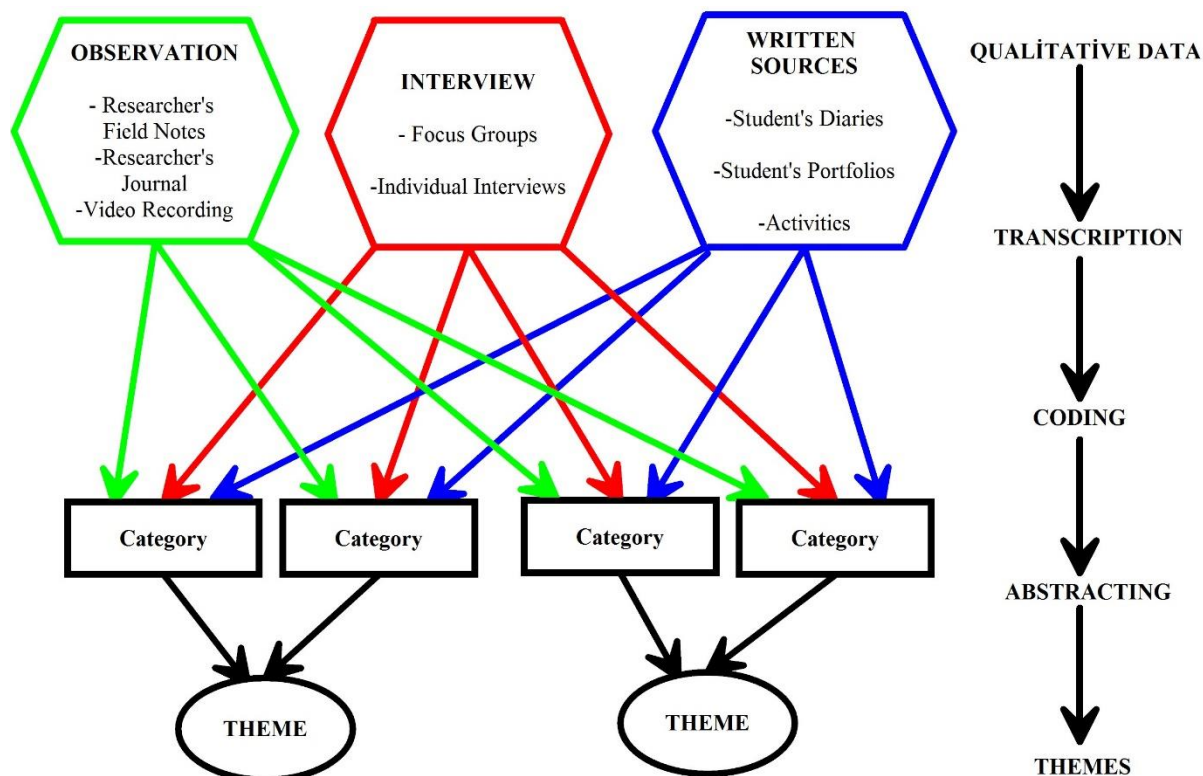 OBSERVATION
- Researcher's
Field Notes
-Researcher's
Journal
-Video Recording
INTERVIEW
- Focus Groups
-Individual Interviews
WRITTEN
SOURCES
-Student's Diaries
-Student's Portfolios
-Activities
QUALİTATİVE DATA
TRANSCRIPTION
CODING
ABSTRACTING
THEMES
Category
Category
Category
Category
THEME
THEME